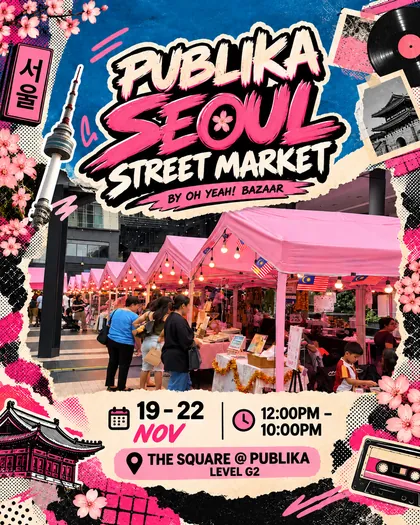 서울
PUBLIKA
SEOUL
STREET MARKET
BY OH YEAH! BAZAAR
19 - 22
NOV
12:00PM –
10:00PM
THE SQUARE @ PUBLIKA
LEVEL G2